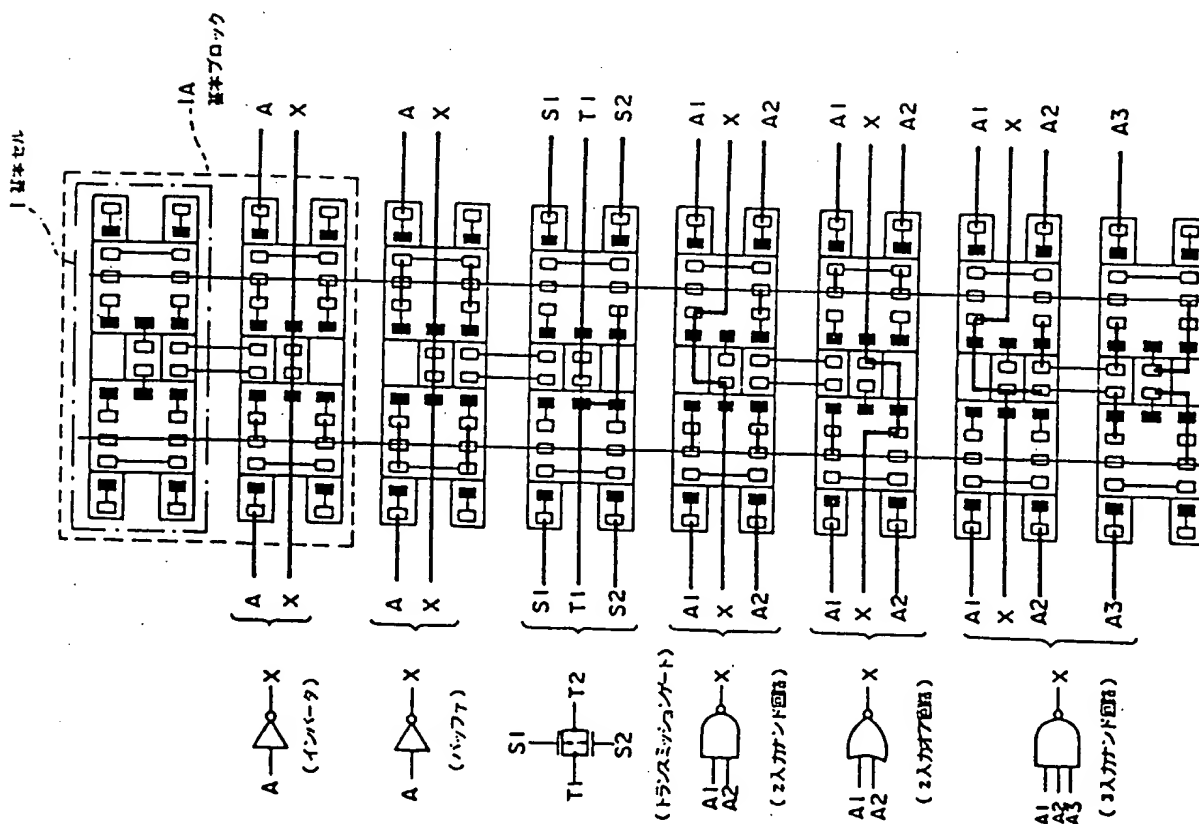 1 基本セル
1A
基本ブロック
A
X
A
X
S1
T1
S2
A1
X
A2
A1
X
A2
A1
X
A2
A3
A
X
A
X
S1
T1
S2
A1
X
A2
A1
X
A2
A1
X
A2
A3
A
X
(インバータ)
A
X
(バッファ)
S1
T1
T2
S2
(トランスミッションゲート)
A1
A2
X
(2入力ナンド回路)
A1
A2
X
(2入力オア回路)
A1
A2
A3
X
(3入力ナンド回路)